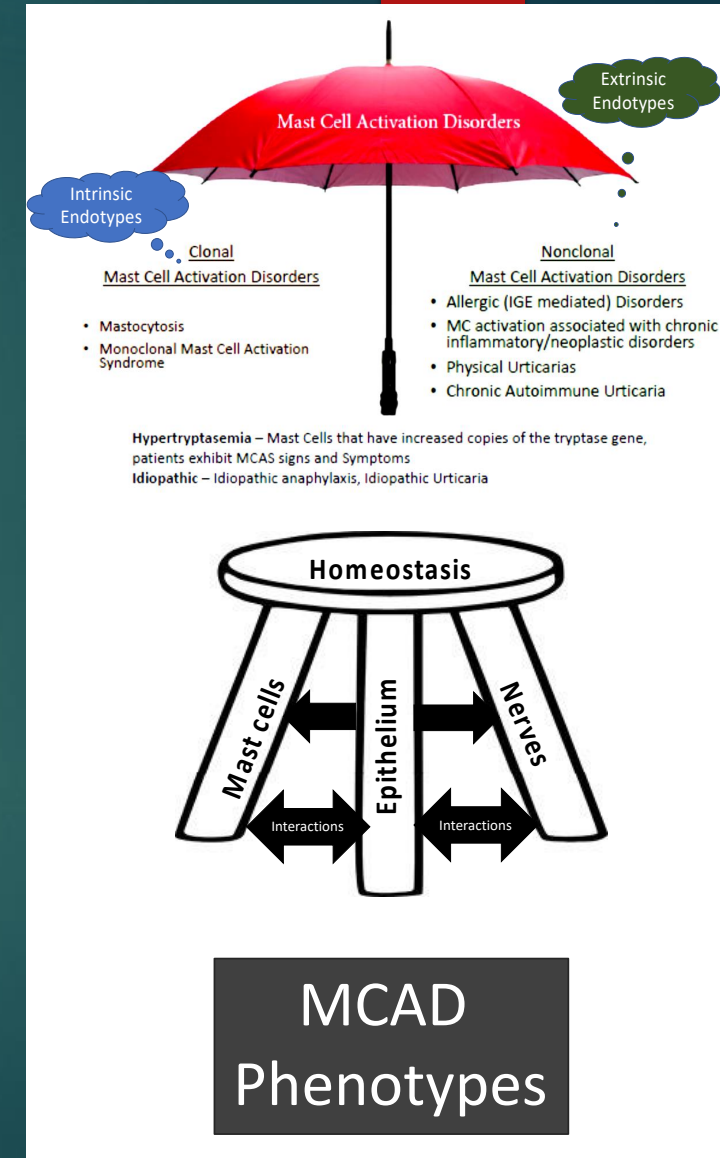 Extrinsic
Endotypes
Mast Cell Activation Disorders
Intrinsic
Endotypes
Clonal
Mast Cell Activation Disorders
• Mastocytosis
• Monoclonal Mast Cell Activation
Syndrome
Nonclonal
Mast Cell Activation Disorders
• Allergic (IGE mediated) Disorders
• MC activation associated with chronic
inflammatory/neoplastic disorders
• Physical Urticarias
• Chronic Autoimmune Urticaria
Hypertryptasemia – Mast Cells that have increased copies of the tryptase gene,
patients exhibit MCAS signs and Symptoms
Idiopathic – Idiopathic anaphylaxis, Idiopathic Urticaria
Homeostasis
Mast cells
Epithelium
Nerves
Interactions
Interactions
MCAD
Phenotypes